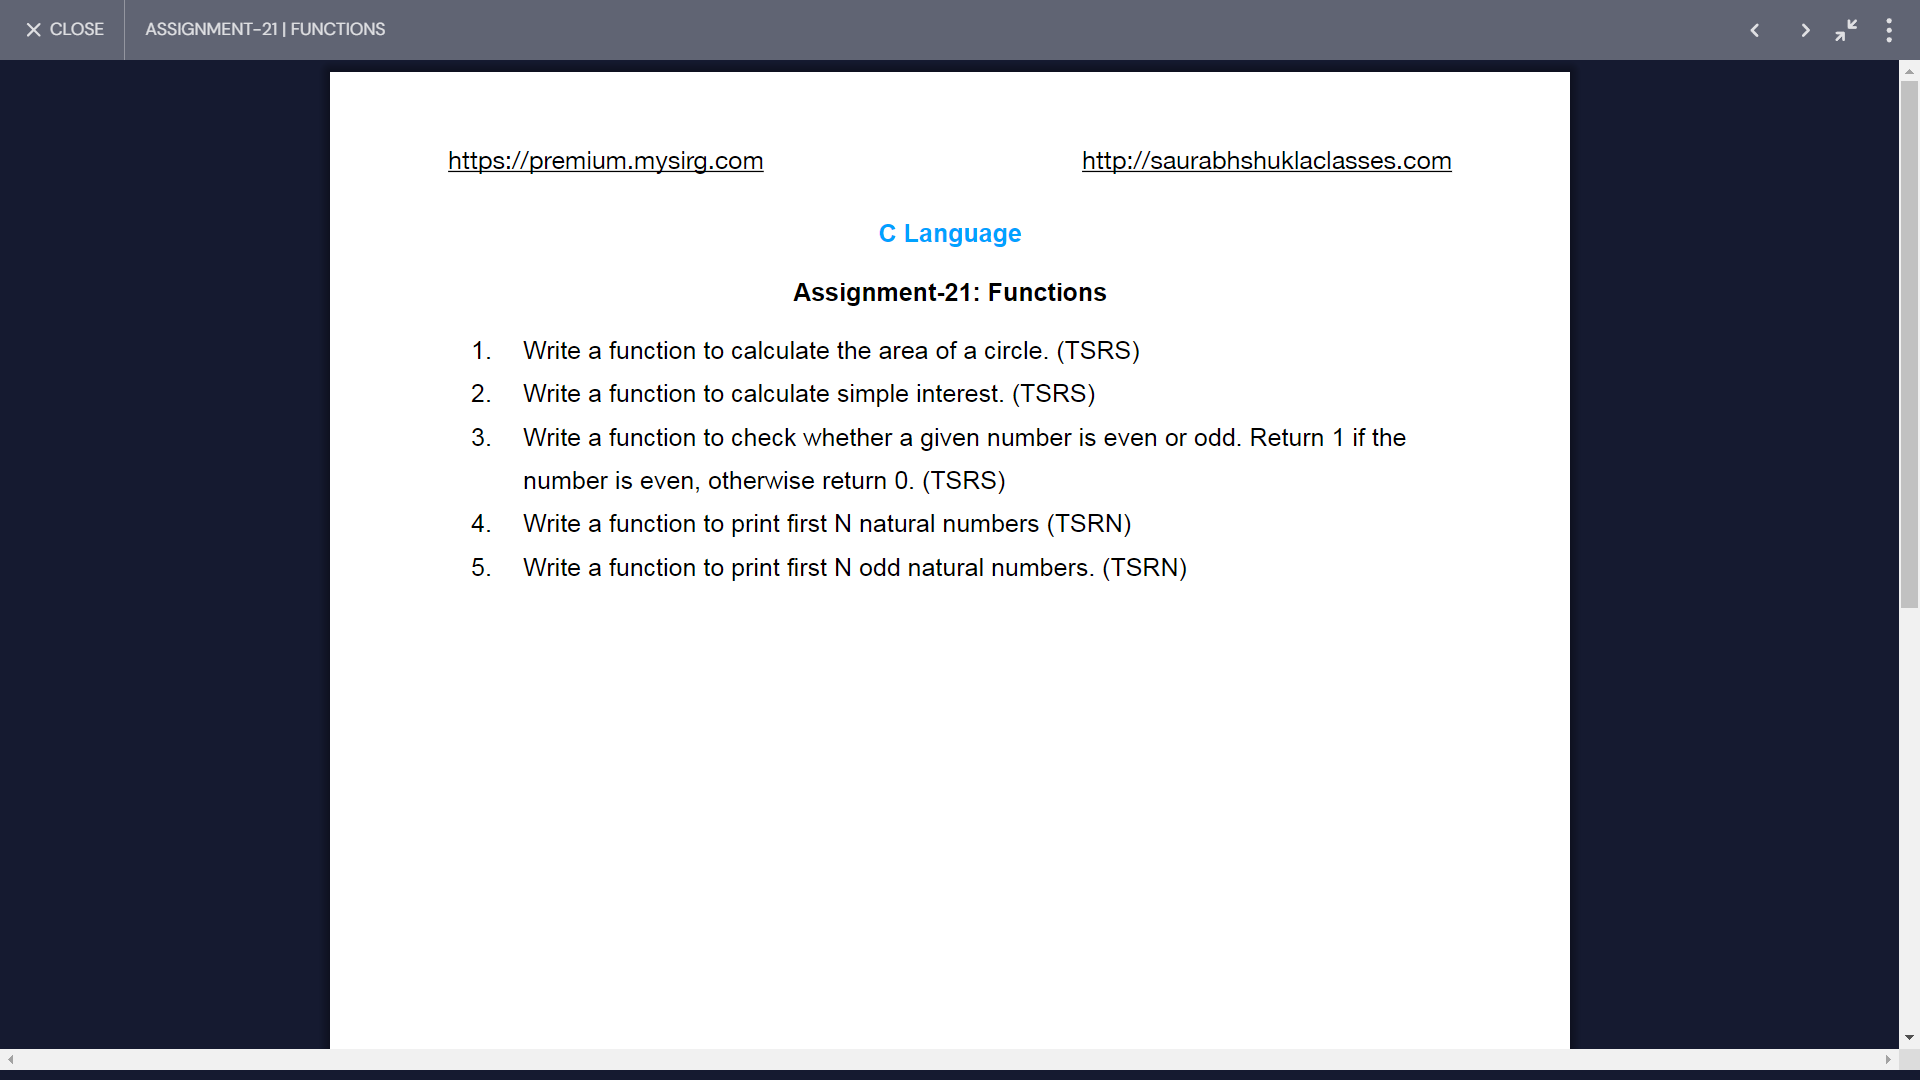 CLOSE
ASSIGNMENT-21 | FUNCTIONS
https://premium.mysirg.com
http://saurabhshuklaclasses.com
C Language
Assignment-21: Functions
1. Write a function to calculate the area of a circle. (TSRS)
2. Write a function to calculate simple interest. (TSRS)
3. Write a function to check whether a given number is even or odd. Return 1 if the
number is even, otherwise return 0. (TSRS)
4. Write a function to print first N natural numbers (TSRN)
5. Write a function to print first N odd natural numbers. (TSRN)